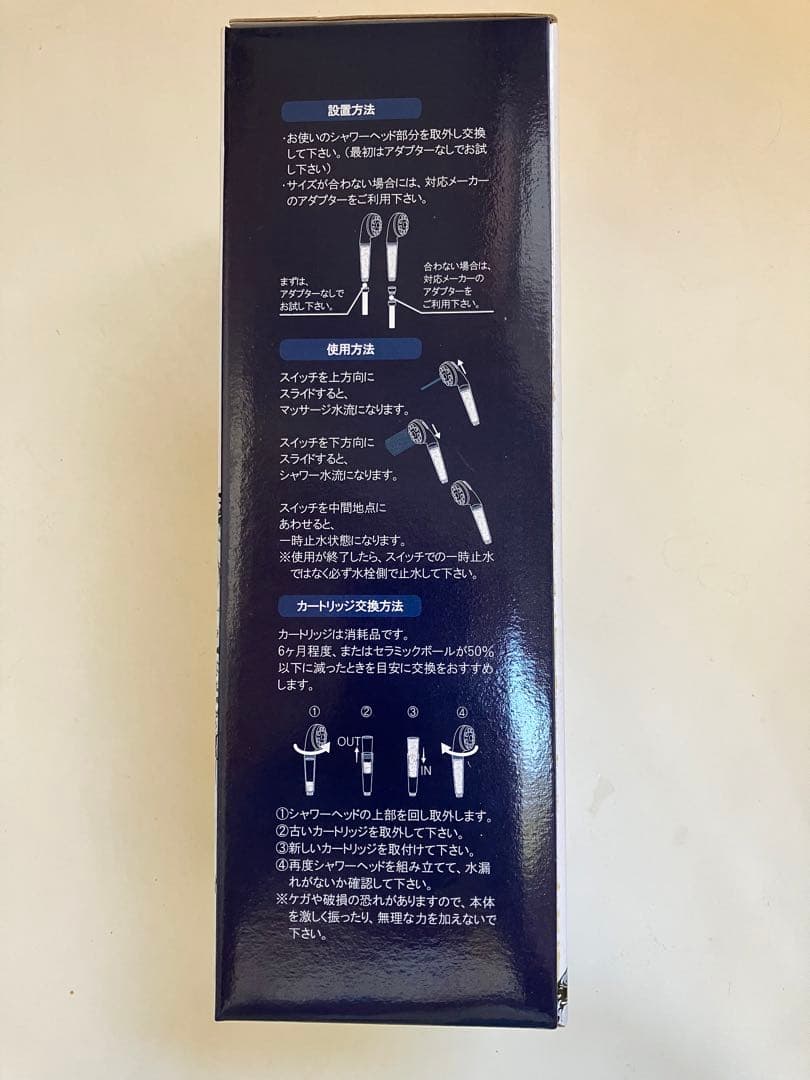 設置方法
・お使いのシャワーヘッド部分を取外し交換
して下さい。(最初はアダプターなしでお試
し下さい)
・サイズが合わない場合には、対応メーカー
のアダプターをご利用下さい。
まずは、
アダプターなしで
お試し下さい。
合わない場合は、
対応メーカーの
アダプターを
ご利用下さい。
使用方法
スイッチを上方向に
スライドすると、
マッサージ水流になります。
スイッチを下方向に
スライドすると、
シャワー水流になります。
スイッチを中間地点に
あわせると、
一時止水状態になります。
※使用が終了したら、スイッチでの一時止水
ではなく必ず水栓側で止水して下さい。
カートリッジ交換方法
カートリッジは消耗品です。
6ヶ月程度、またはセラミックボールが50%
以下に減ったときを目安に交換をおすすめ
します。
① ② ③ ④
OUT
IN
①シャワーヘッドの上部を回し取外します。
②古いカートリッジを取外して下さい。
③新しいカートリッジを取付けて下さい。
④再度シャワーヘッドを組み立てて、水漏
れがないか確認して下さい。
※ケガや破損の恐れがありますので、本体
を激しく振ったり、無理な力を加えないで
下さい。